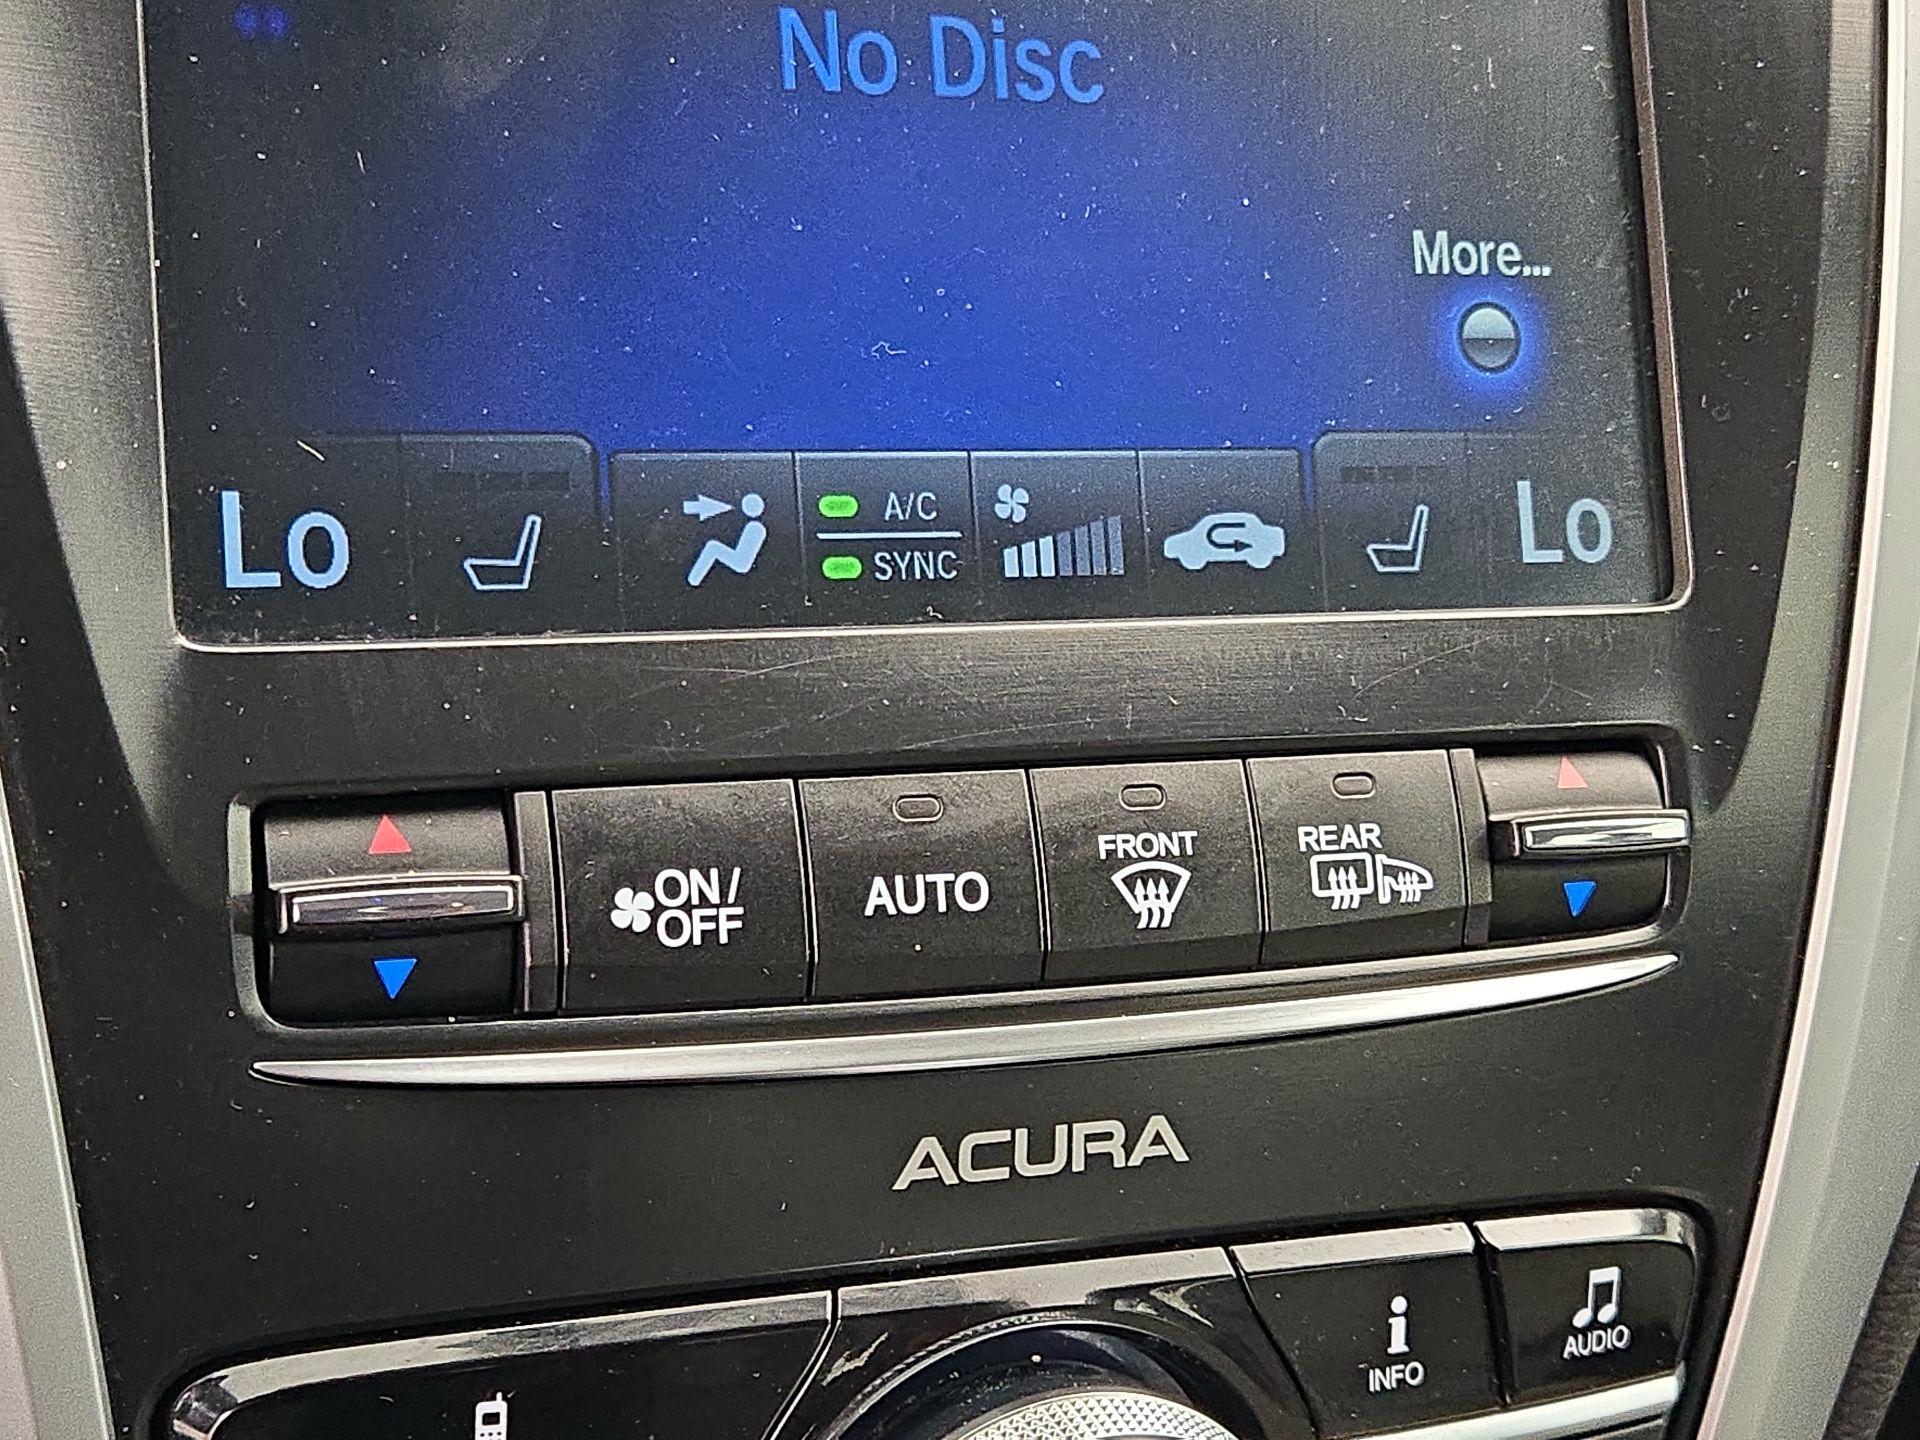 No Disc
More...
Lo
A/C
SYNC
Lo
ON/
OFF
AUTO
FRONT
REAR
ACURA
INFO
AUDIO